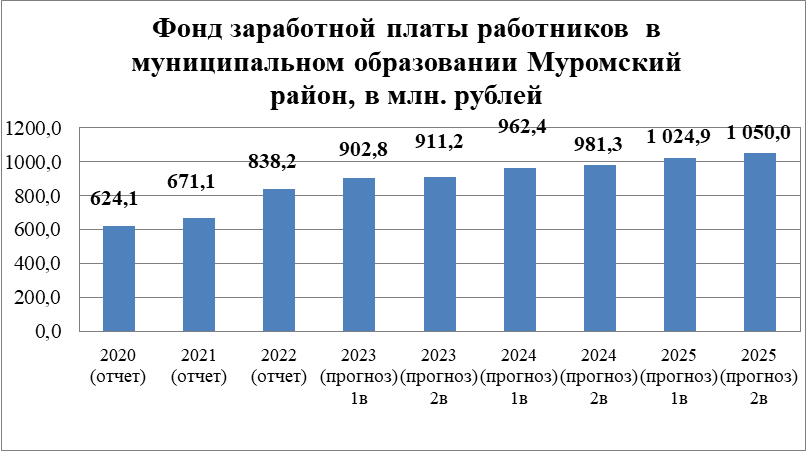 Фонд заработной платы работников в
муниципальном образовании Муромский
район, в млн. рублей
1200,0
1000,0
800,0
600,0
400,0
200,0
0,0
624,1
671,1
838,2
902,8
911,2
962,4
981,3
1 024,9
1 050,0
2020
(отчет)
2021
(отчет)
2022
(отчет)
2023
(прогноз)
1в
2023
(прогноз)
2в
2024
(прогноз)
1в
2024
(прогноз)
2в
2025
(прогноз)
1в
2025
(прогноз)
2в